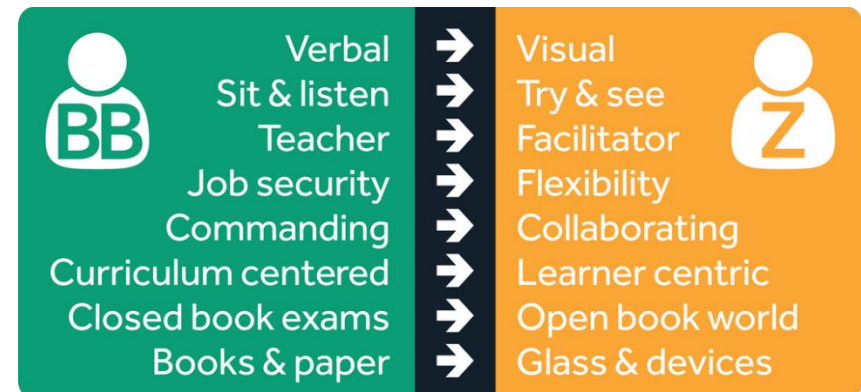 BB
Verbal → Visual
Sit & listen → Try & see
Teacher → Facilitator
Job security → Flexibility
Commanding → Collaborating
Curriculum centered → Learner centric
Closed book exams → Open book world
Books & paper → Glass & devices
Z